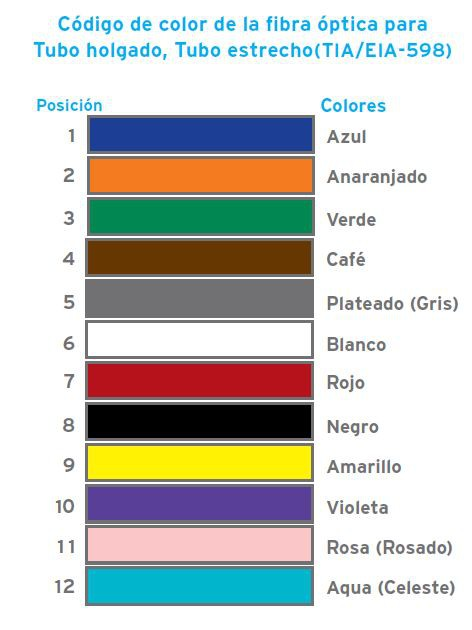 Código de color de la fibra óptica para
Tubo holgado, Tubo estrecho(TIA/EIA-598)
Posición Colores
1 Azul
2 Anaranjado
3 Verde
4 Café
5 Plateado (Gris)
6 Blanco
7 Rojo
8 Negro
9 Amarillo
10 Violeta
11 Rosa (Rosado)
12 Aqua (Celeste)